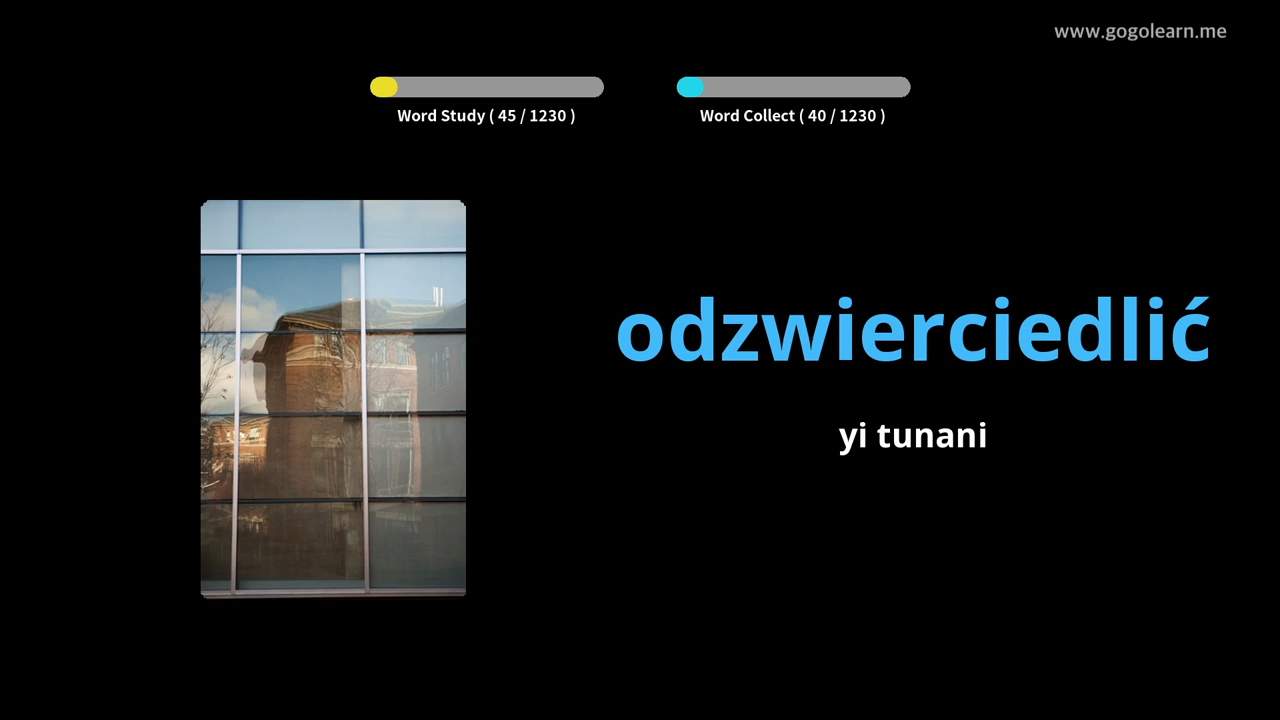 www.gogolearn.me
Word Study ( 45 / 1230 )
Word Collect ( 40 / 1230 )
odzwierciedlić
yi tunani